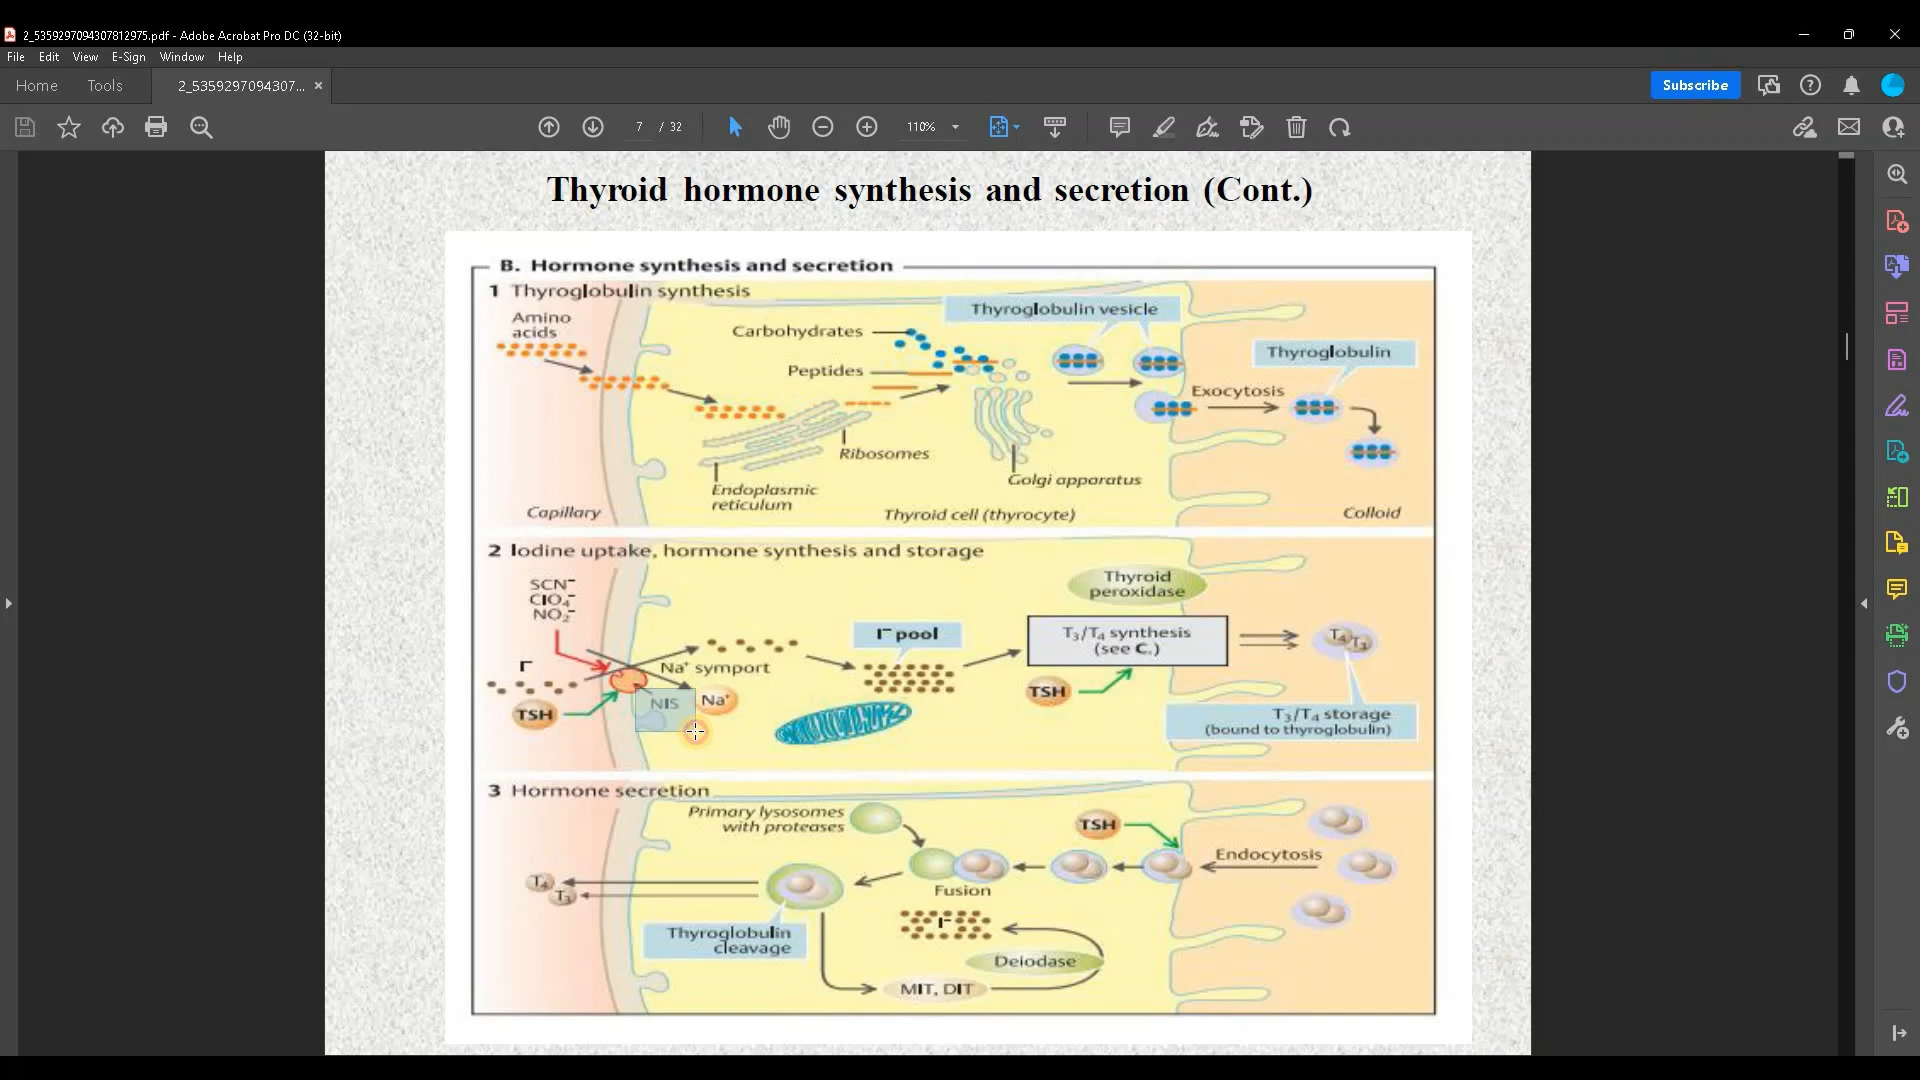 2_5359297094307812975.pdf - Adobe Acrobat Pro DC (32-bit)
File Edit View E-Sign Window Help
Home Tools 2_5359297094307... ×
Subscribe
7 / 32
110%
Thyroid hormone synthesis and secretion (Cont.)
B. Hormone synthesis and secretion
1 Thyroglobulin synthesis
Amino
acids
Carbohydrates
Peptides
Thyroglobulin vesicle
Thyroglobulin
Exocytosis
Ribosomes
Golgi apparatus
Endoplasmic
reticulum
Capillary
Thyroid cell (thyrocyte)
Colloid
2 Iodine uptake, hormone synthesis and storage
SCN⁻
ClO₄⁻
NO₂⁻
I⁻
TSH
Na⁺ symport
NIS
Na⁺
I⁻ pool
Thyroid
peroxidase
T₃/T₄ synthesis
(see C.)
TSH
T₄
T₃
T₃/T₄ storage
(bound to thyroglobulin)
3 Hormone secretion
Primary lysosomes
with proteases
TSH
Endocytosis
Fusion
T₄
T₃
Thyroglobulin
cleavage
I⁻
Deiodase
MIT, DIT